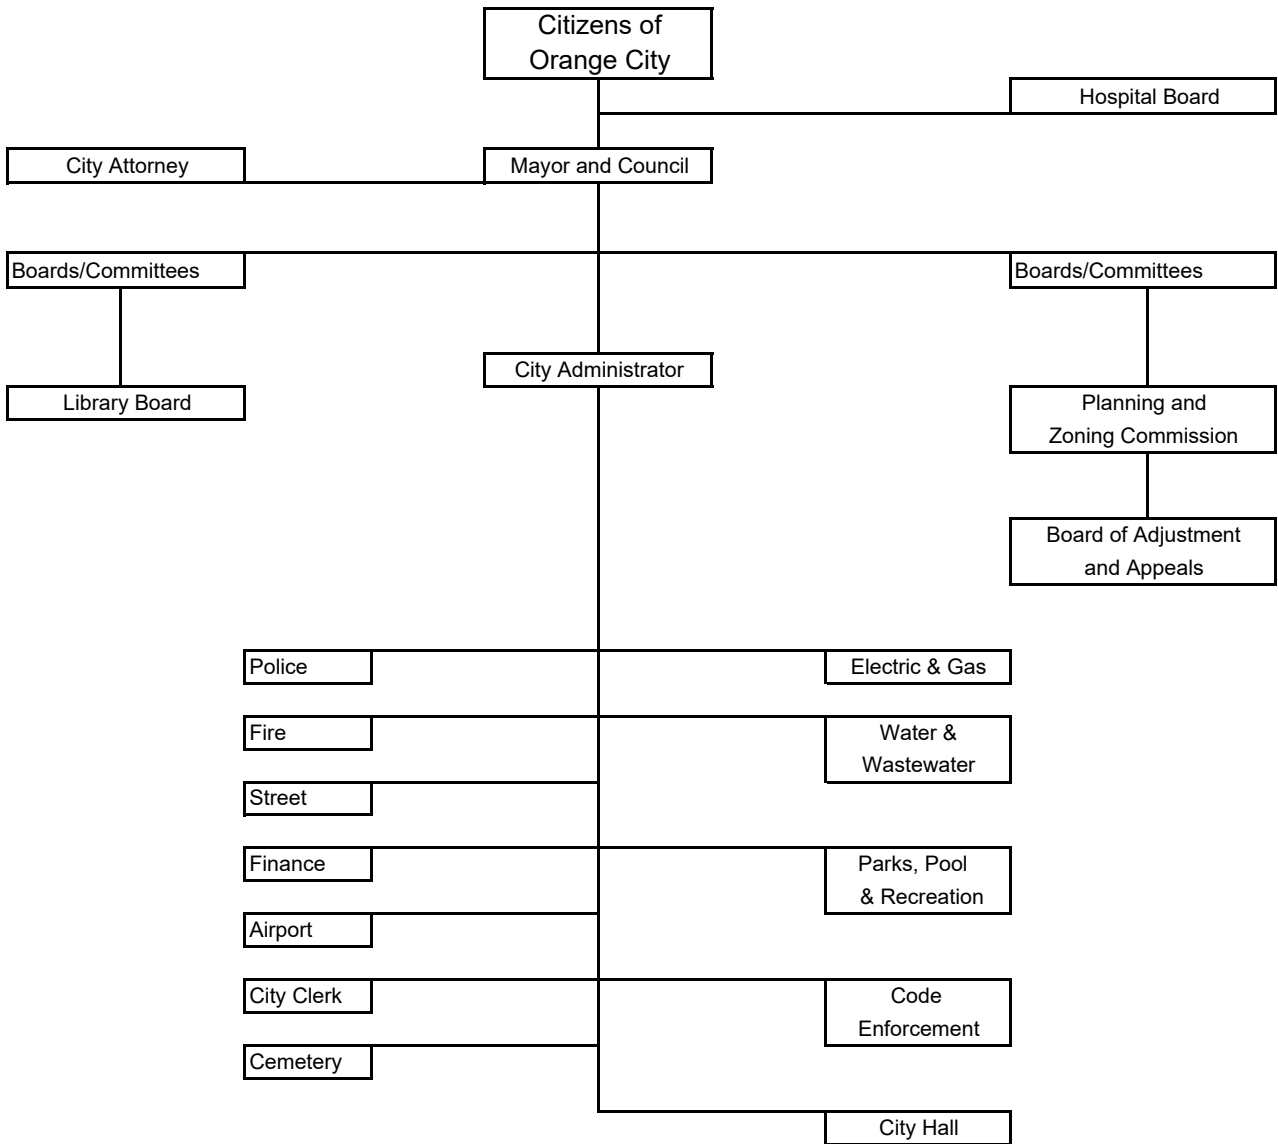 Citizens of
Orange City
Hospital Board
City Attorney
Mayor and Council
Boards/Committees
Boards/Committees
City Administrator
Library Board
Planning and
Zoning Commission
Board of Adjustment
and Appeals
Police
Electric & Gas
Fire
Water &
Wastewater
Street
Finance
Parks, Pool
& Recreation
Airport
City Clerk
Code
Enforcement
Cemetery
City Hall